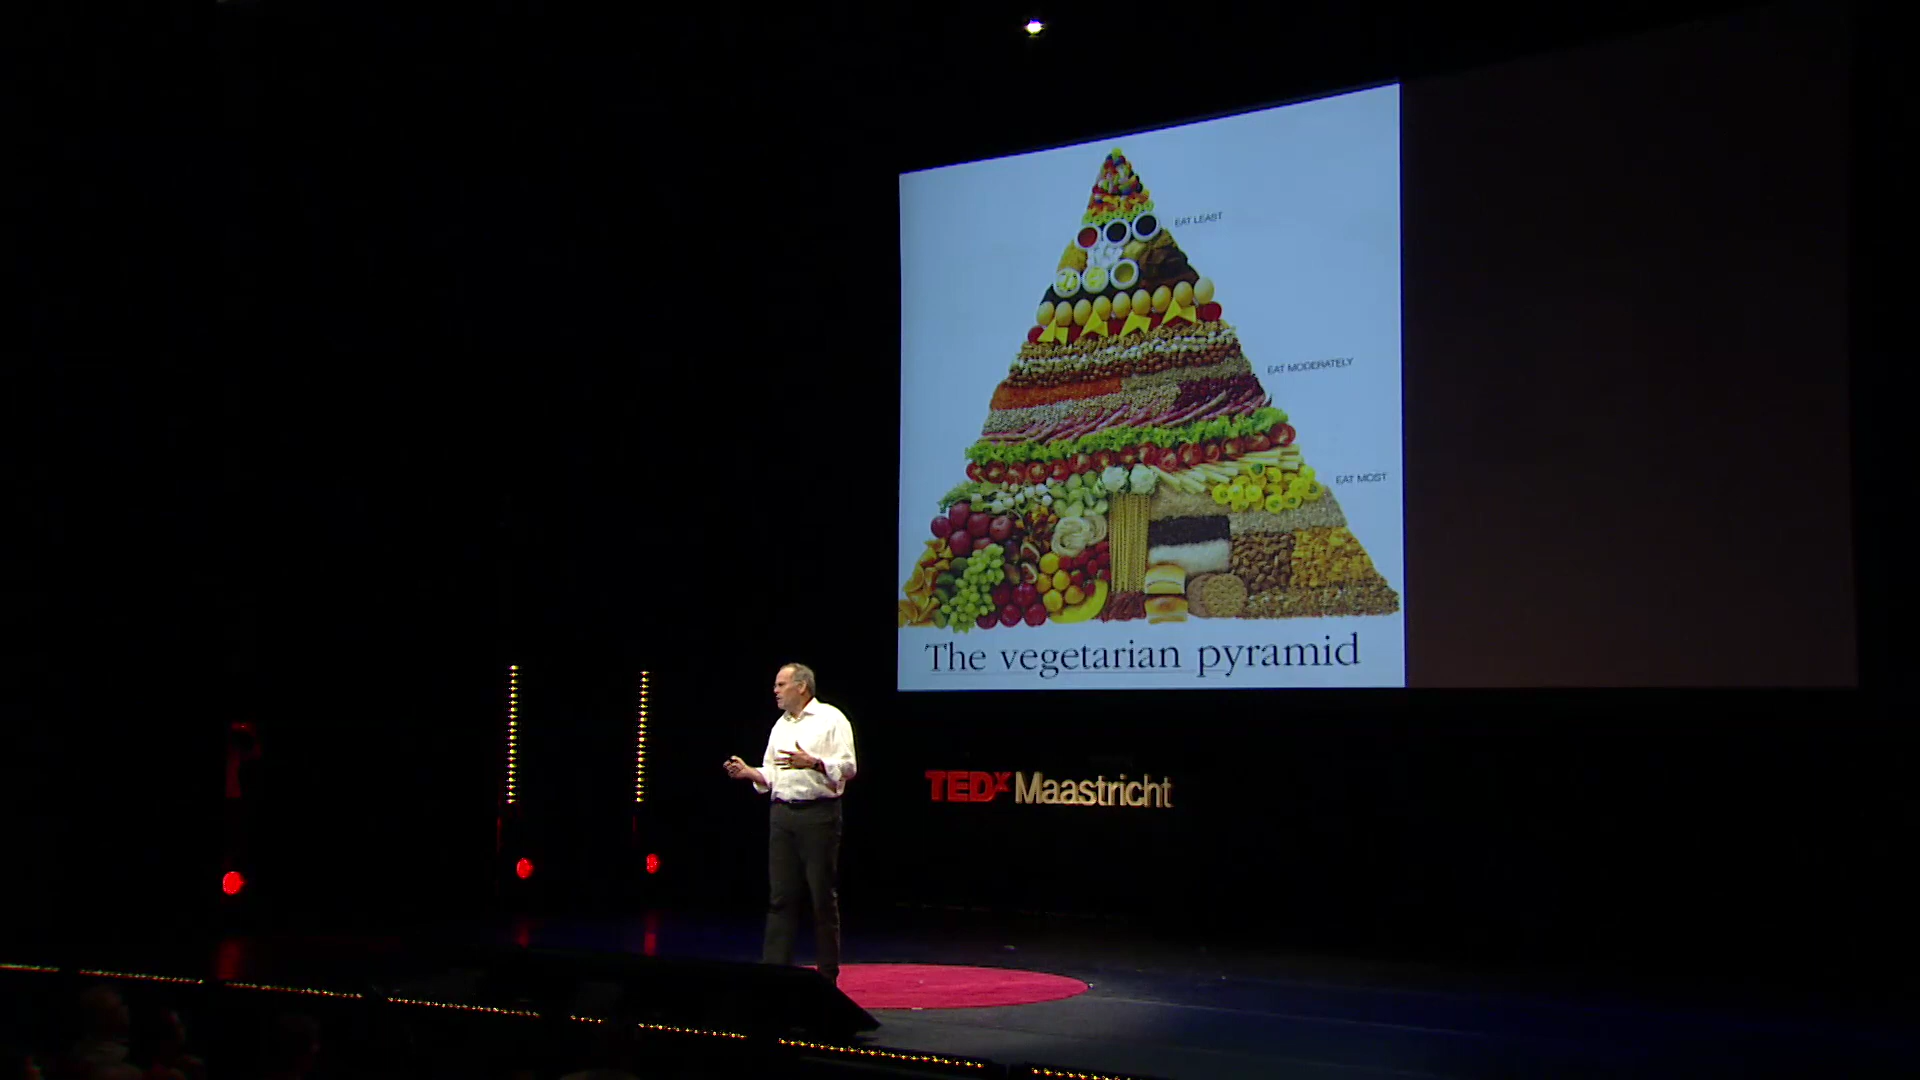 EAT LEAST
EAT MODERATELY
EAT MOST
The vegetarian pyramid
TEDx Maastricht